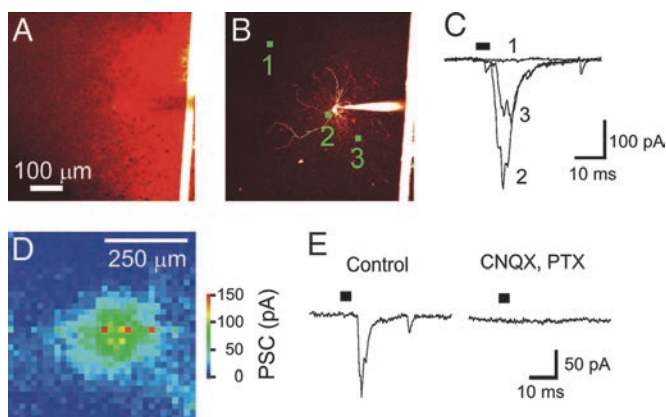 A
100 μm
B
1
2
3
C
1
3
2
100 pA
10 ms
D
250 μm
150
100
50
0
PSC (pA)
E
Control
CNQX, PTX
50 pA
10 ms